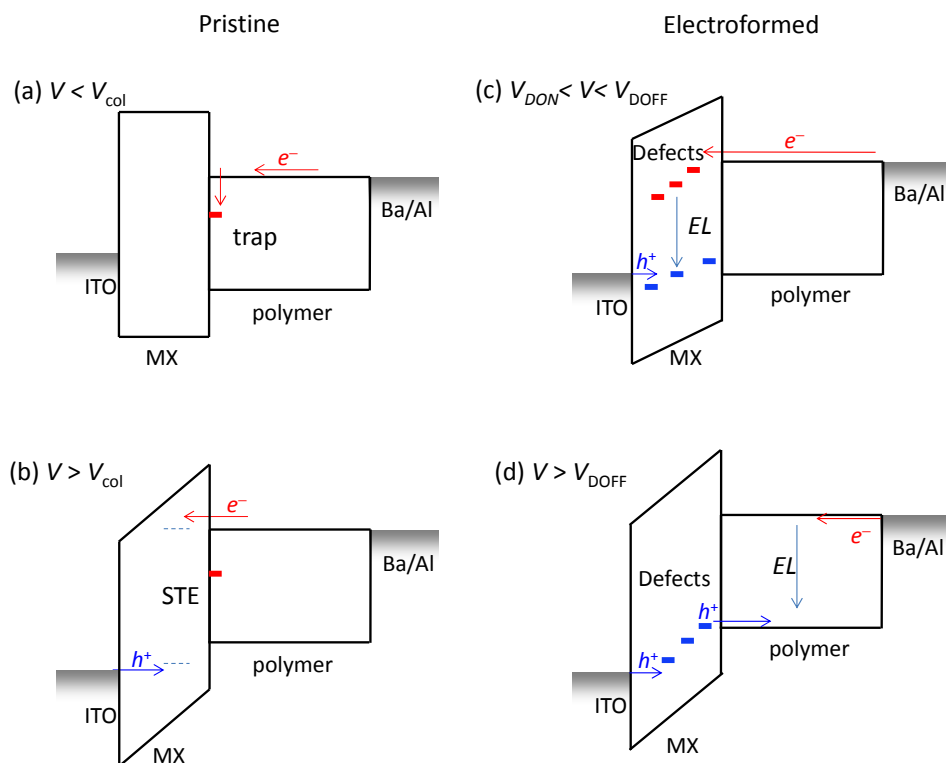 Pristine
Electroformed
(a) V < Vcol
e–
trap
Ba/Al
ITO
polymer
MX
(c) VDON< V< VDOFF
e–
Defects
Ba/Al
EL
h+
ITO
polymer
MX
(b) V > Vcol
e–
Ba/Al
STE
h+
polymer
ITO
MX
(d) V > VDOFF
e–
Ba/Al
EL
Defects
h+
h+
polymer
ITO
MX